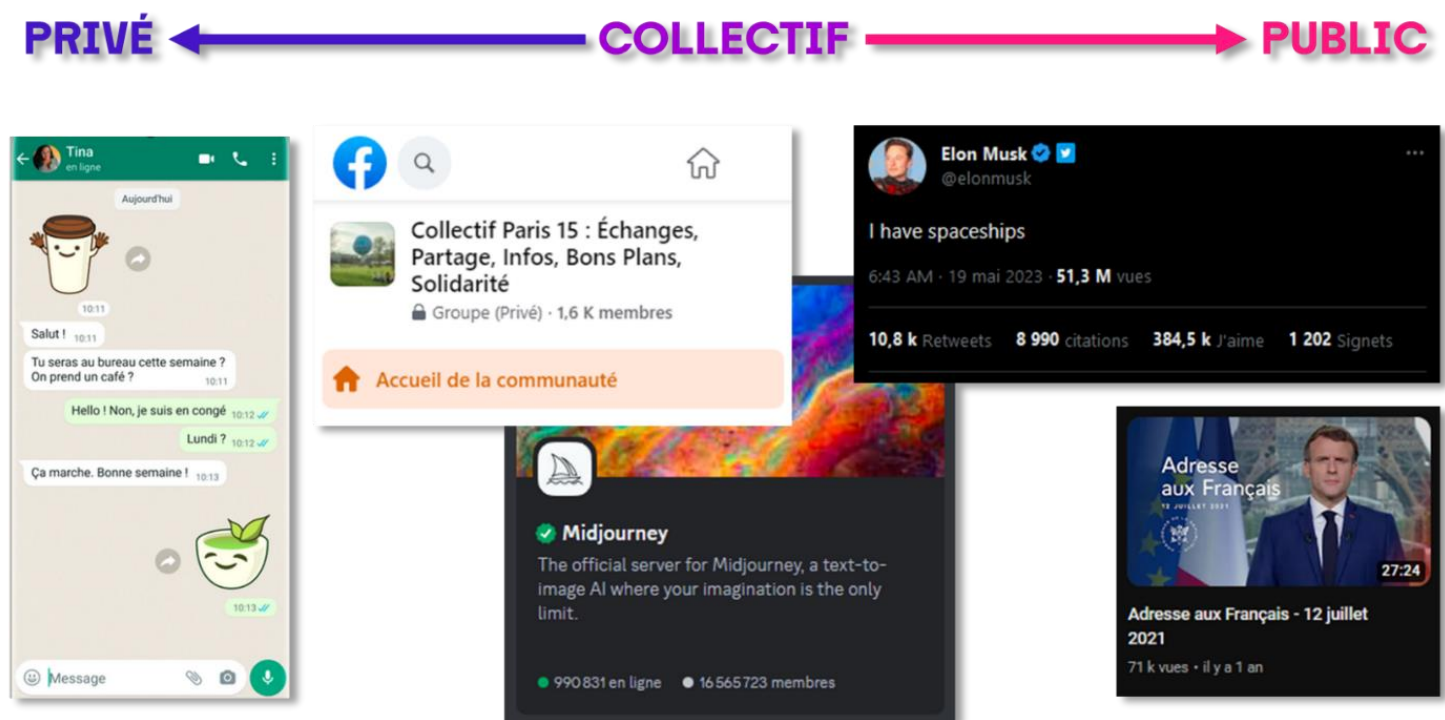 PRIVÉ COLLECTIF PUBLIC
Tina
en ligne
Aujourd'hui
10:11
Salut ! 10:11
Tu seras au bureau cette semaine ?
On prend un café ? 10:11
Hello ! Non, je suis en congé 10:12
Lundi ? 10:12
Ça marche. Bonne semaine ! 10:13
10:13
Message
Collectif Paris 15 : Échanges,
Partage, Infos, Bons Plans,
Solidarité
Groupe (Privé) · 1,6 K membres
Accueil de la communauté
Midjourney
The official server for Midjourney, a text-to-
image AI where your imagination is the only
limit.
990 831 en ligne 16 565 723 membres
Elon Musk
@elonmusk
I have spaceships
6:43 AM · 19 mai 2023 · 51,3 M vues
10,8 k Retweets 8 990 citations 384,5 k J'aime 1 202 Signets
Adresse
aux Français
12 JUILLET 2021
27:24
Adresse aux Français - 12 juillet
2021
71 k vues • il y a 1 an